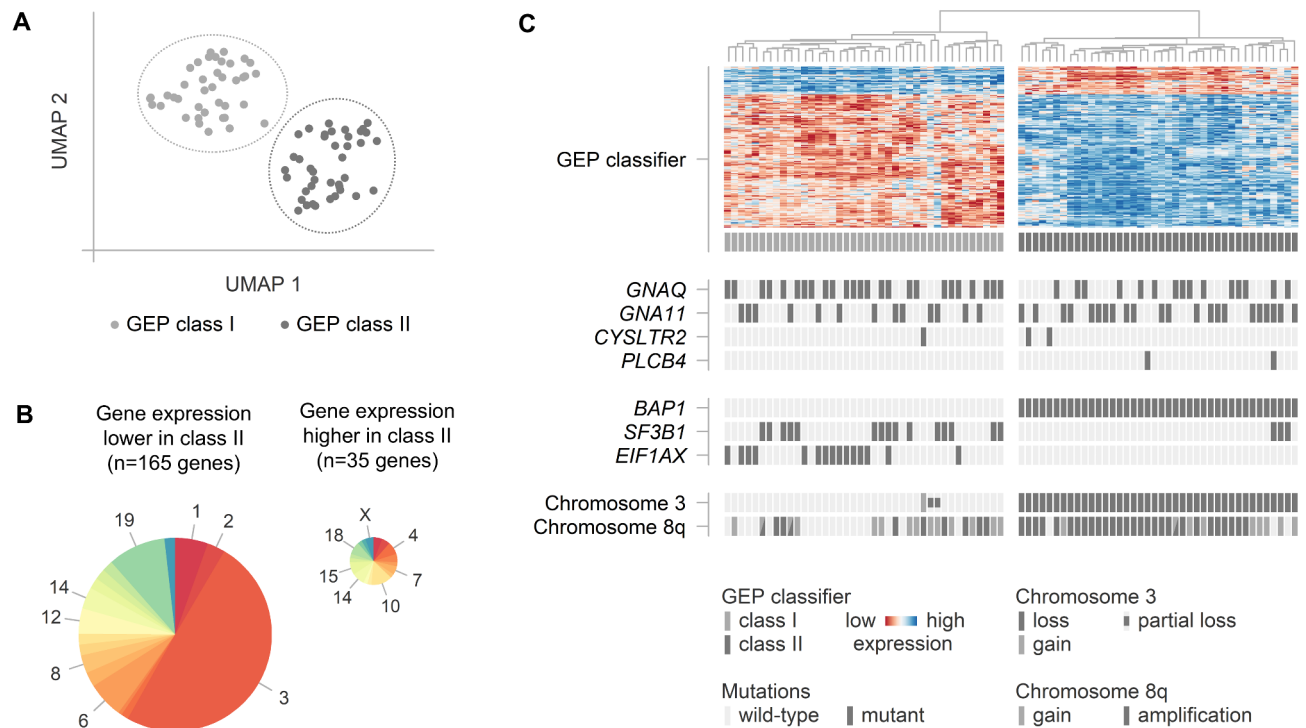 A
UMAP 2
UMAP 1
GEP class I
GEP class II
B
Gene expression
lower in class II
(n=165 genes)
Gene expression
higher in class II
(n=35 genes)
1
2
3
6
8
12
14
19
X
4
7
10
14
15
18
C
GEP classifier
GNAQ
GNA11
CYSLTR2
PLCB4
BAP1
SF3B1
EIF1AX
Chromosome 3
Chromosome 8q
GEP classifier
class I
class II
low
high
expression
Chromosome 3
loss
partial loss
gain
Mutations
wild-type
mutant
Chromosome 8q
gain
amplification